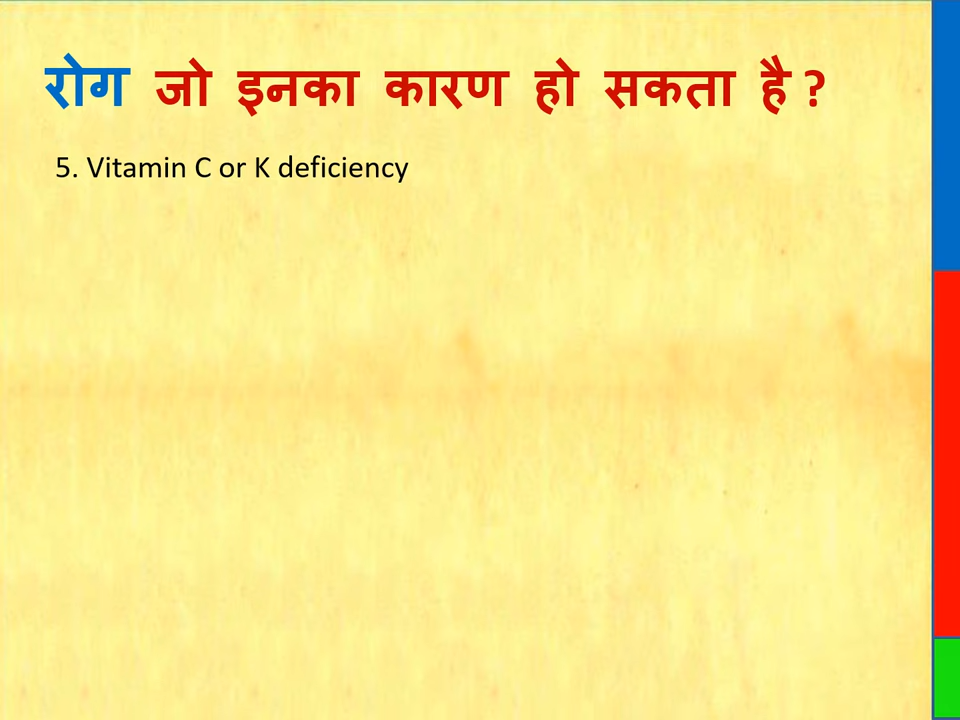 रोग जो इनका कारण हो सकता है ?
5. Vitamin C or K deficiency